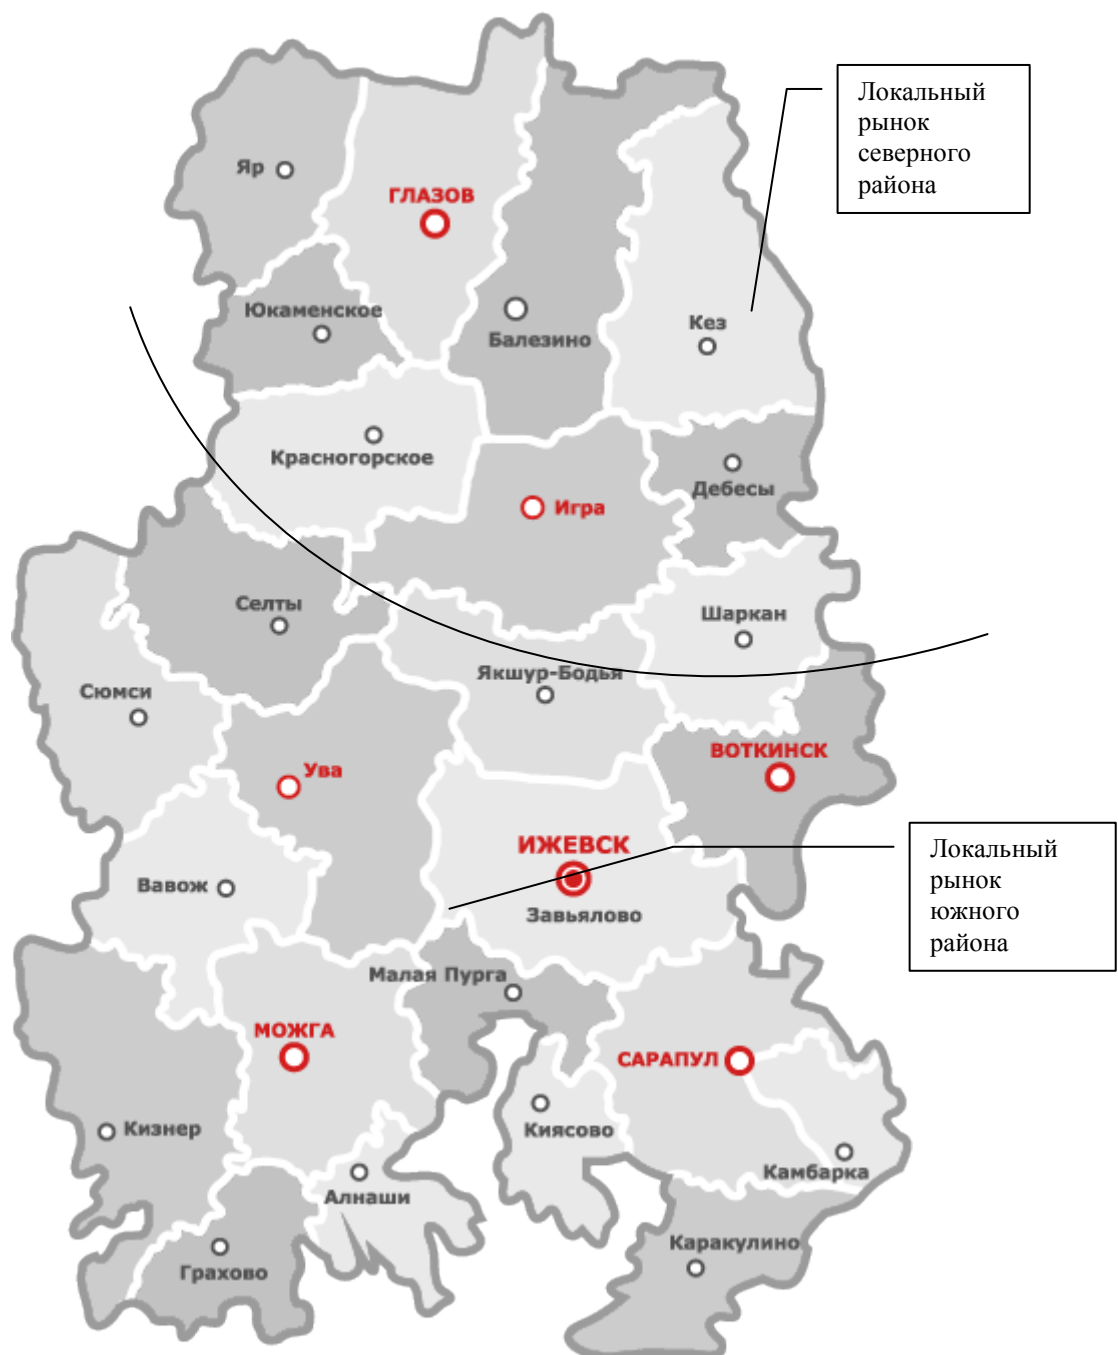 Локальный
рынок
северного
района
Яр
ГЛАЗОВ
Юкаменское
Балезино
Кез
Красногорское
Дебесы
Игра
Селты
Шаркан
Якшур-Бодья
Сюмси
Ува
ВОТКИНСК
ИЖЕВСК
Завьялово
Локальный
рынок
южного
района
Вавож
Малая Пурга
МОЖГА
САРАПУЛ
Кизнер
Киясово
Камбарка
Алнаши
Каракулино
Грахово